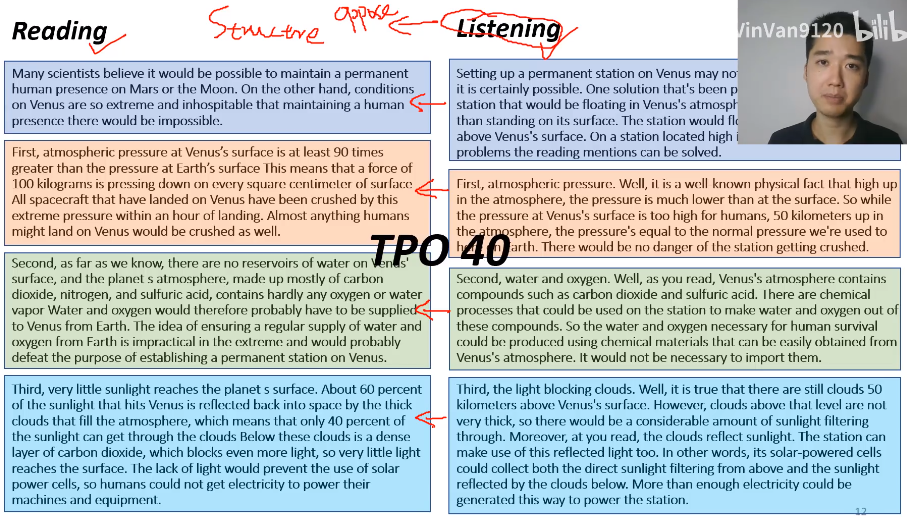 Reading
Structure
oppose
Listening
VinVan9120
bilib
Many scientists believe it would be possible to maintain a permanent
human presence on Mars or the Moon. On the other hand, conditions
on Venus are so extreme and inhospitable that maintaining a human
presence there would be impossible.
Setting up a permanent station on Venus may no
it is certainly possible. One solution that's been p
station that would be floating in Venus's atmosph
than standing on its surface. The station would fl
above Venus's surface. On a station located high i
problems the reading mentions can be solved.
First, atmospheric pressure at Venus's surface is at least 90 times
greater than the pressure at Earth's surface This means that a force of
100 kilograms is pressing down on every square centimeter of surface
All spacecraft that have landed on Venus have been crushed by this
extreme pressure within an hour of landing. Almost anything humans
might land on Venus would be crushed as well.
First, atmospheric pressure. Well, it is a well known physical fact that high up
in the atmosphere, the pressure is much lower than at the surface. So while
the pressure at Venus's surface is too high for humans, 50 kilometers up in
the atmosphere, the pressure's equal to the normal pressure we're used to
on Earth. There would be no danger of the station getting crushed.
TPO 40
Second, as far as we know, there are no reservoirs of water on Venus'
surface, and the planet s atmosphere, made up mostly of carbon
dioxide, nitrogen, and sulfuric acid, contains hardly any oxygen or water
vapor Water and oxygen would therefore probably have to be supplied
to Venus from Earth. The idea of ensuring a regular supply of water and
oxygen from Earth is impractical in the extreme and would probably
defeat the purpose of establishing a permanent station on Venus.
Second, water and oxygen. Well, as you read, Venus's atmosphere contains
compounds such as carbon dioxide and sulfuric acid. There are chemical
processes that could be used on the station to make water and oxygen out of
these compounds. So the water and oxygen necessary for human survival
could be produced using chemical materials that can be easily obtained from
Venus's atmosphere. It would not be necessary to import them.
Third, very little sunlight reaches the planet s surface. About 60 percent
of the sunlight that hits Venus is reflected back into space by the thick
clouds that fill the atmosphere, which means that only 40 percent of
the sunlight can get through the clouds Below these clouds is a dense
layer of carbon dioxide, which blocks even more light, so very little light
reaches the surface. The lack of light would prevent the use of solar
power cells, so humans could not get electricity to power their
machines and equipment.
Third, the light blocking clouds. Well, it is true that there are still clouds 50
kilometers above Venus's surface. However, clouds above that level are not
very thick, so there would be a considerable amount of sunlight filtering
through. Moreover, at you read, the clouds reflect sunlight. The station can
make use of this reflected light too. In other words, its solar-powered cells
could collect both the direct sunlight filtering from above and the sunlight
reflected by the clouds below. More than enough electricity could be
generated this way to power the station.
12